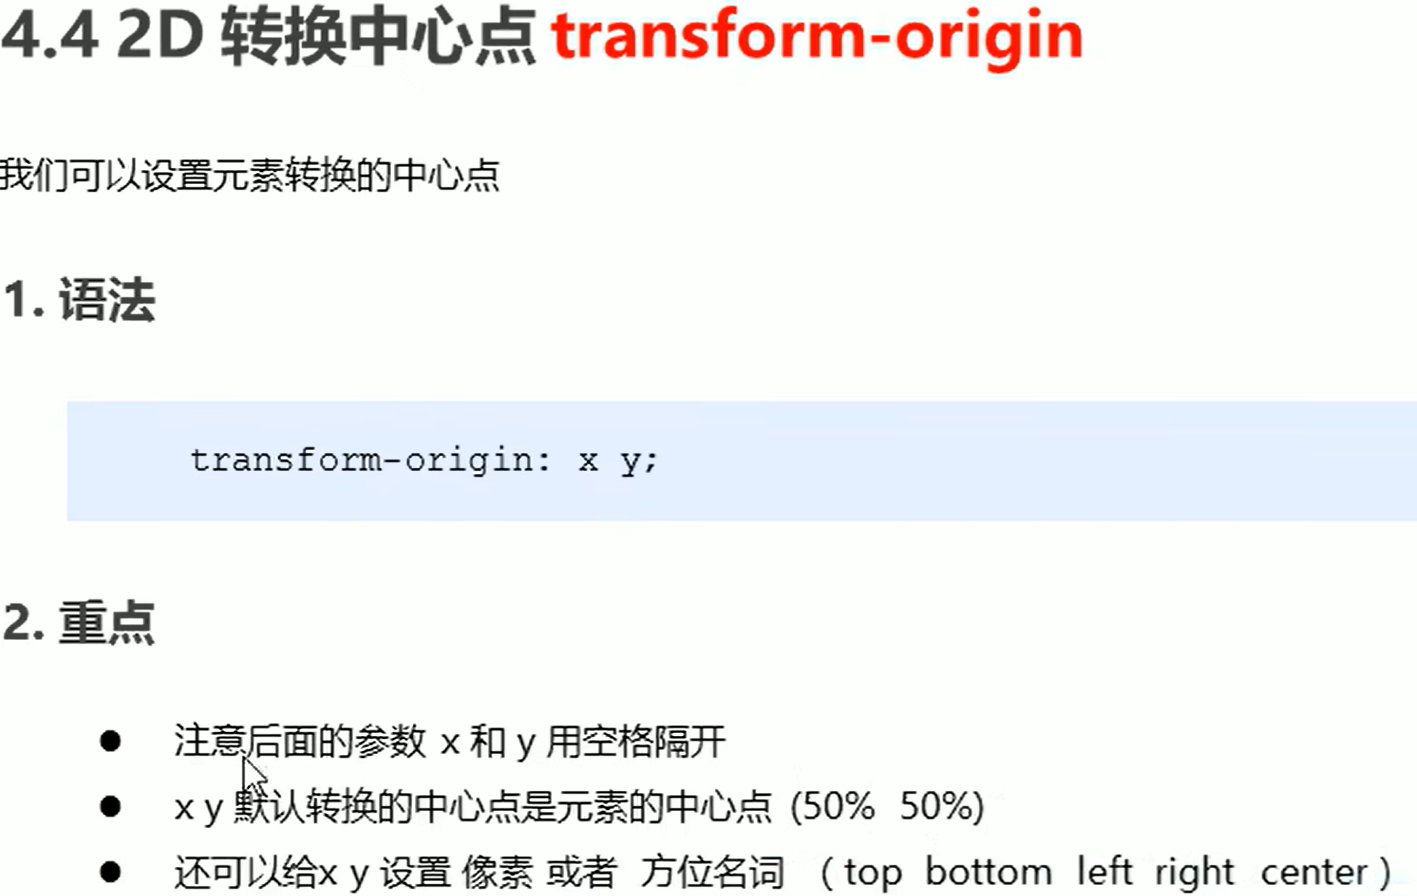 4.4 2D 转换中心点 transform-origin
我们可以设置元素转换的中心点
1. 语法
transform-origin: x y;
2. 重点
● 注意后面的参数 x 和 y 用空格隔开
● x y 默认转换的中心点是元素的中心点 (50% 50%)
● 还可以给x y 设置 像素 或者 方位名词 （ top bottom left right center ）